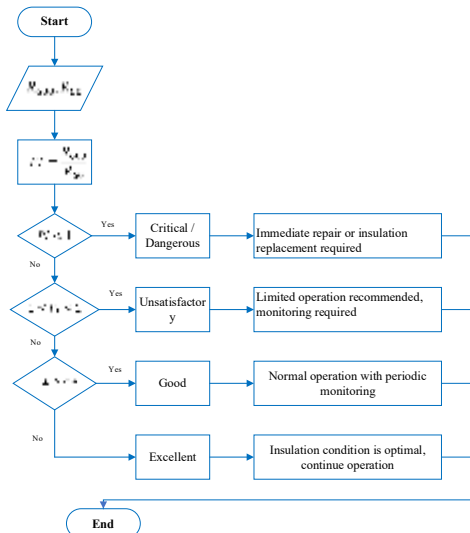 Start
Yes
Critical /
Dangerous
Immediate repair or insulation
replacement required
No
Yes
Unsatisfactor
y
Limited operation recommended,
monitoring required
No
Yes
Good
Normal operation with periodic
monitoring
No
Excellent
Insulation condition is optimal,
continue operation
End